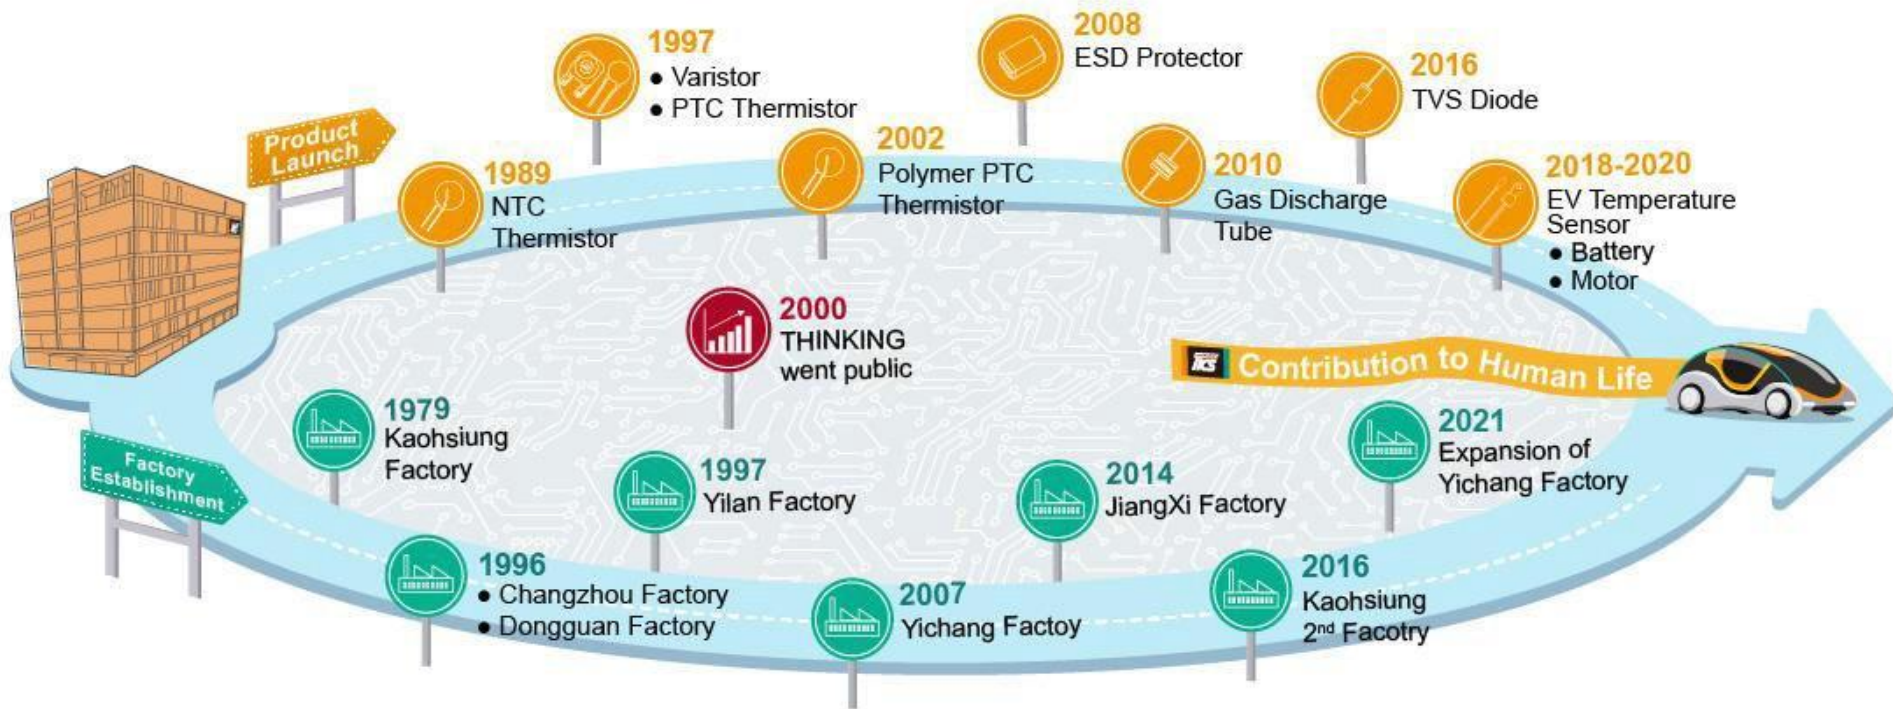 Product
Launch
1989
NTC
Thermistor
1997
● Varistor
● PTC Thermistor
2002
Polymer PTC
Thermistor
2008
ESD Protector
2010
Gas Discharge
Tube
2016
TVS Diode
2018-2020
EV Temperature
Sensor
● Battery
● Motor
2000
THINKING
went public
Contribution to Human Life
Factory
Establishment
1979
Kaohsiung
Factory
1996
● Changzhou Factory
● Dongguan Factory
1997
Yilan Factory
2007
Yichang Factoy
2014
JiangXi Factory
2016
Kaohsiung
2nd Facotry
2021
Expansion of
Yichang Factory